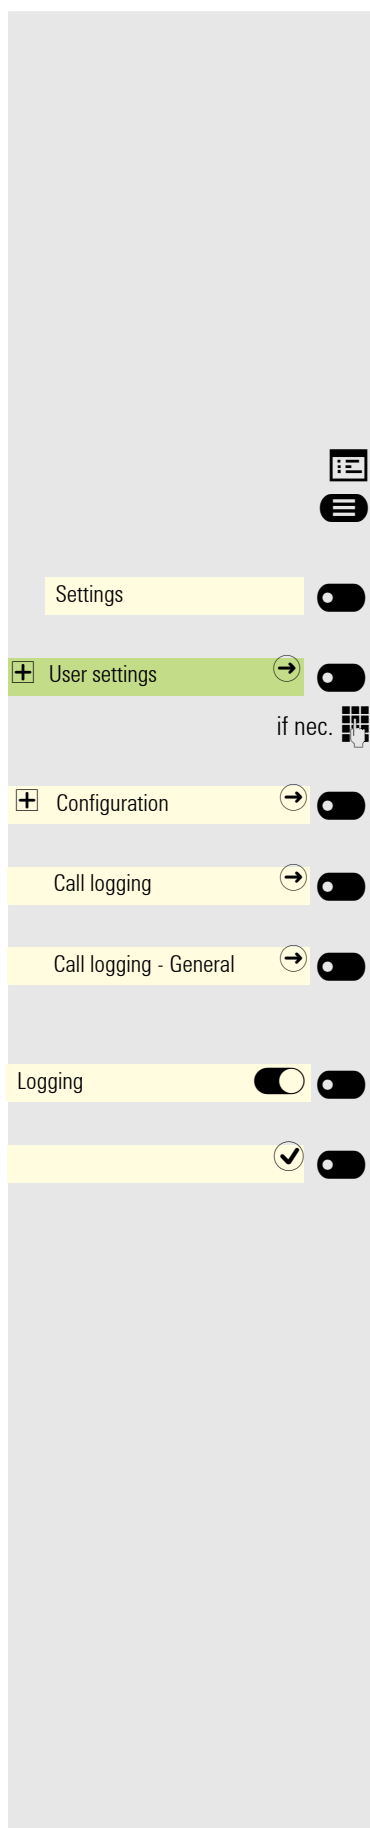 Settings
User settings
if nec.
Configuration
Call logging
Call logging - General
Logging